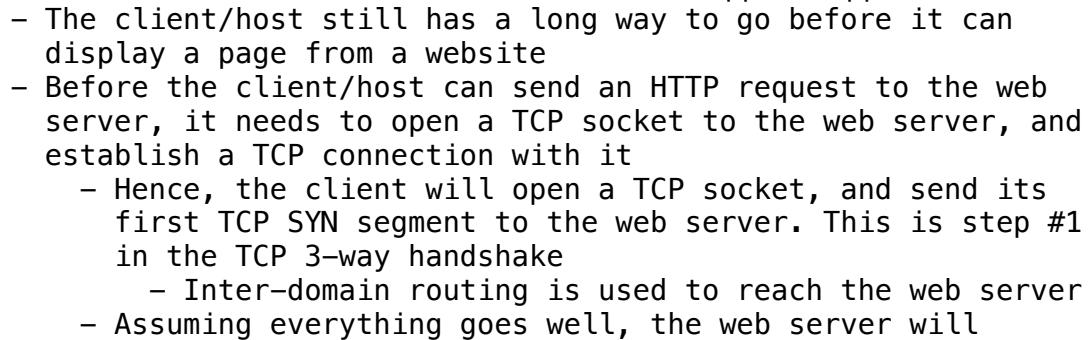 - The client/host still has a long way to go before it can
display a page from a website
- Before the client/host can send an HTTP request to the web
server, it needs to open a TCP socket to the web server, and
establish a TCP connection with it
- Hence, the client will open a TCP socket, and send its
first TCP SYN segment to the web server. This is step #1
in the TCP 3-way handshake
- Inter-domain routing is used to reach the web server
- Assuming everything goes well, the web server will